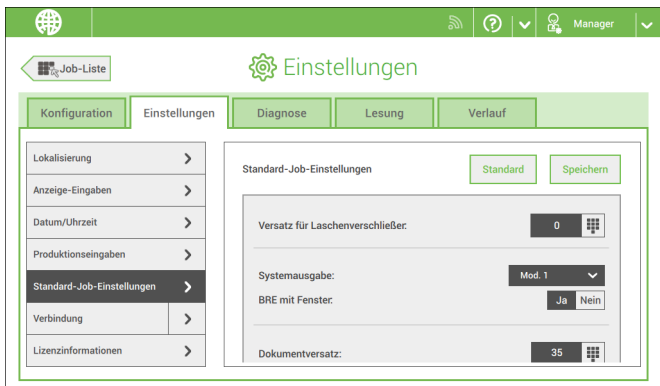 Manager
Job-Liste
Einstellungen
Konfiguration
Einstellungen
Diagnose
Lesung
Verlauf
Lokalisierung
Anzeige-Eingaben
Datum/Uhrzeit
Produktionseingaben
Standard-Job-Einstellungen
Verbindung
Lizenzinformationen
Standard-Job-Einstellungen
Standard
Speichern
Versatz für Laschenverschließer:
0
Systemausgabe:
Mod. 1
BRE mit Fenster:
Ja Nein
Dokumentversatz:
35